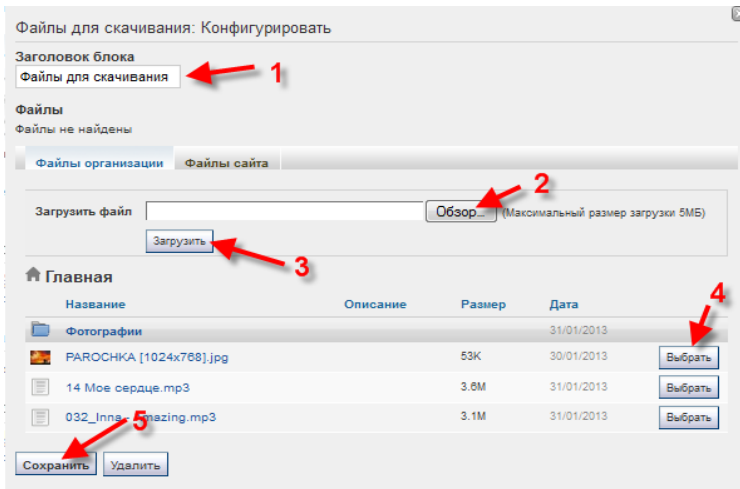 Файлы для скачивания: Конфигурировать
Заголовок блока
Файлы для скачивания
1
Файлы
Файлы не найдены
Файлы организации Файлы сайта
2
Загрузить файл Обзор... (Максимальный размер загрузки 5МБ)
Загрузить
3
Главная
4
Название Описание Размер Дата
Фотографии 31/01/2013
PAROCHKA [1024x768].jpg 53K 30/01/2013 Выбрать
14 Мое сердце.mp3 3.6M 31/01/2013 Выбрать
032_Inna - mazing.mp3 3.1M 31/01/2013 Выбрать
5
Сохранить Удалить